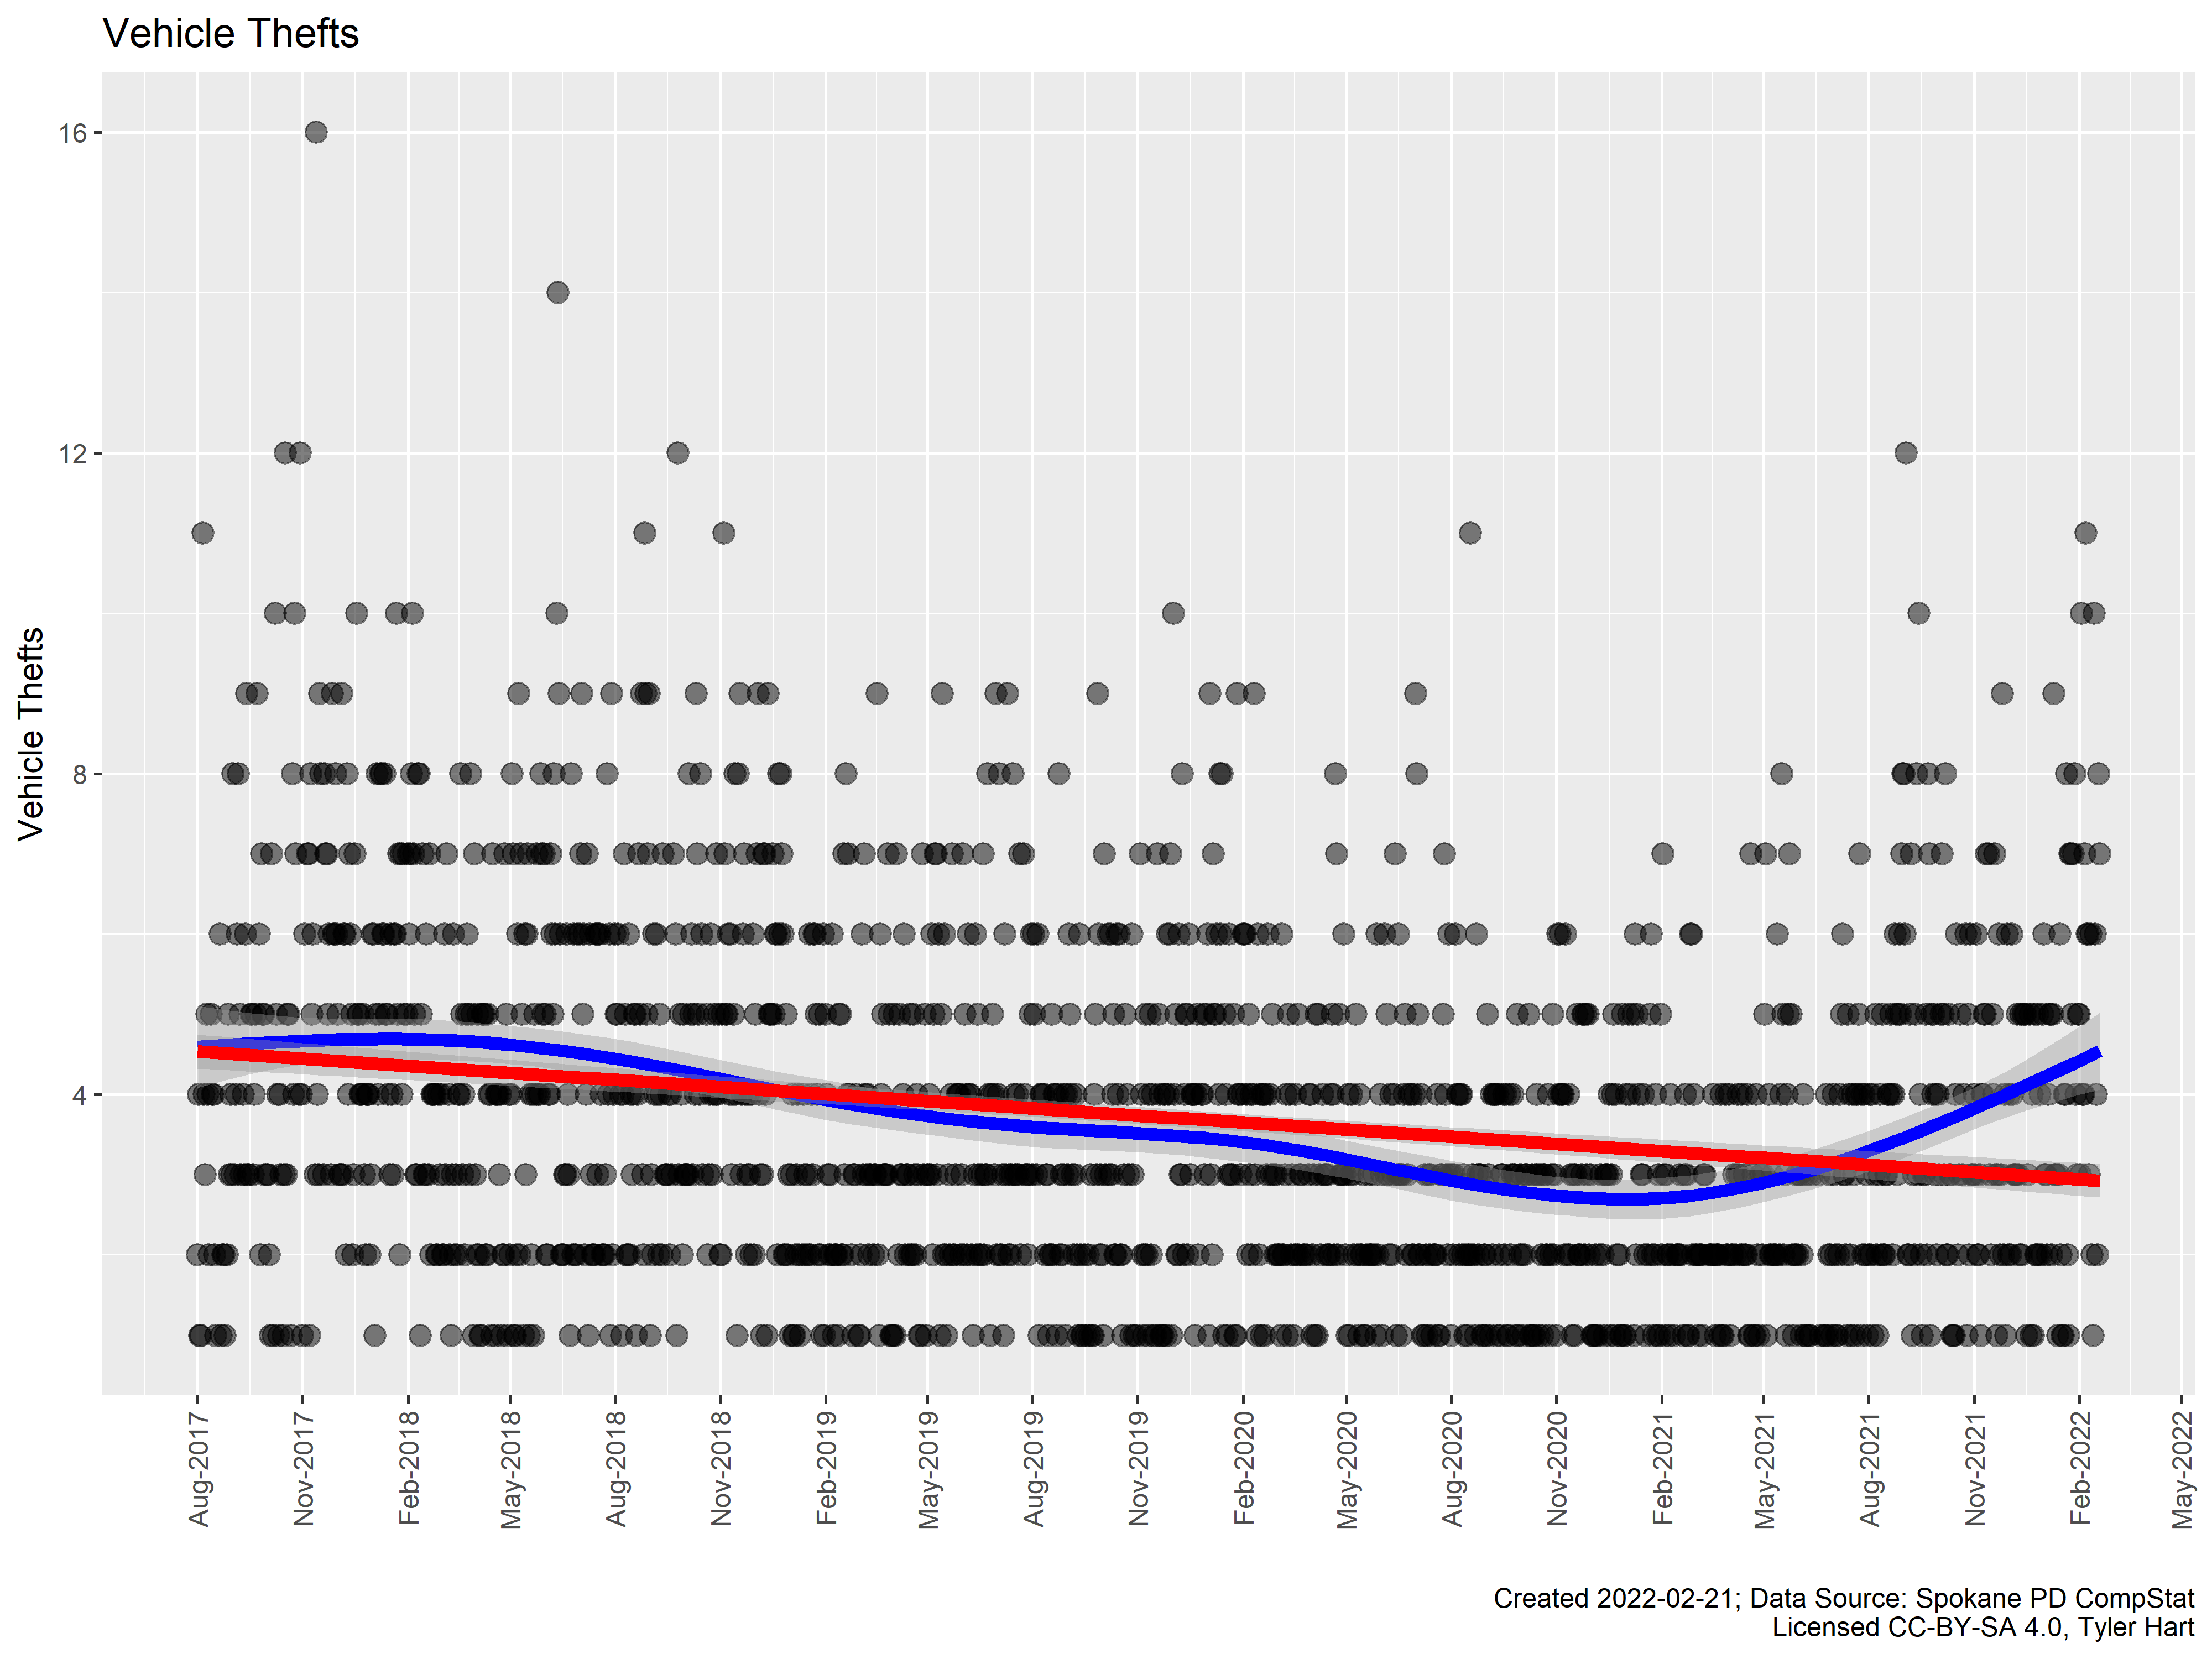 Vehicle Thefts
Vehicle Thefts
16
12
8
4
Aug-2017
Nov-2017
Feb-2018
May-2018
Aug-2018
Nov-2018
Feb-2019
May-2019
Aug-2019
Nov-2019
Feb-2020
May-2020
Aug-2020
Nov-2020
Feb-2021
May-2021
Aug-2021
Nov-2021
Feb-2022
May-2022
Created 2022-02-21; Data Source: Spokane PD CompStat
Licensed CC-BY-SA 4.0, Tyler Hart